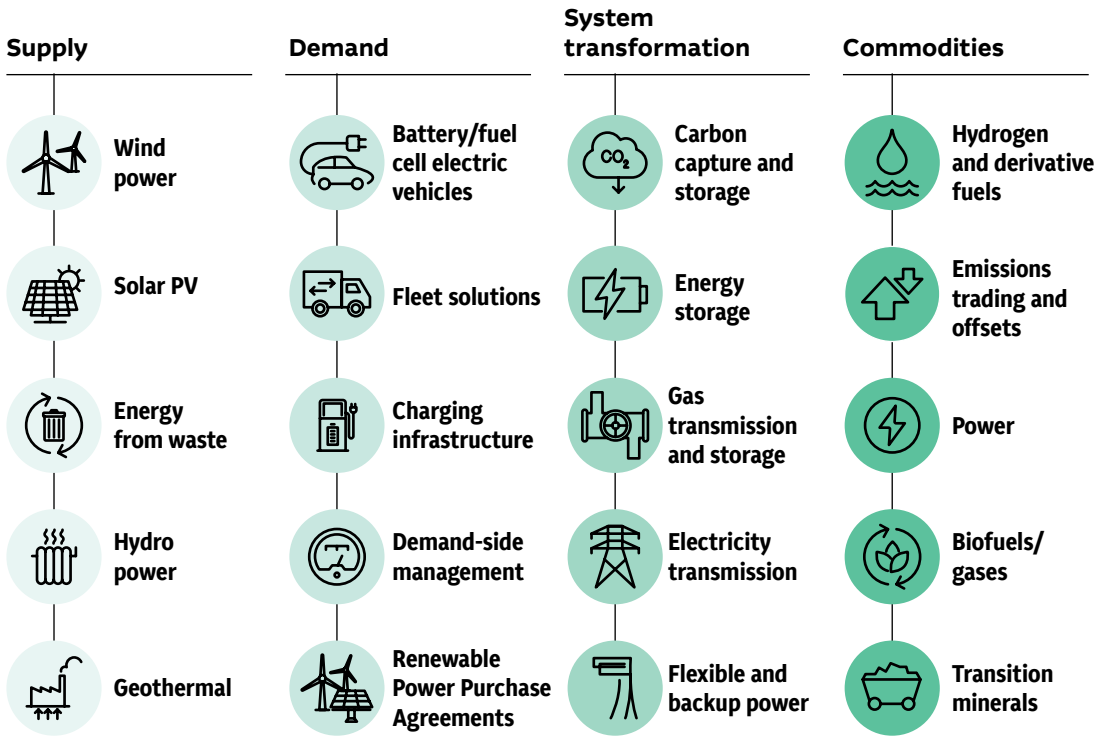 Supply
Wind
power
Solar PV
Energy
from waste
Hydro
power
Geothermal
Demand
Battery/fuel
cell electric
vehicles
Fleet solutions
Charging
infrastructure
Demand-side
management
Renewable
Power Purchase
Agreements
System
transformation
CO₂
Carbon
capture and
storage
Energy
storage
Gas
transmission
and storage
Electricity
transmission
Flexible and
backup power
Commodities
Hydrogen
and derivative
fuels
Emissions
trading and
offsets
Power
Biofuels/
gases
Transition
minerals